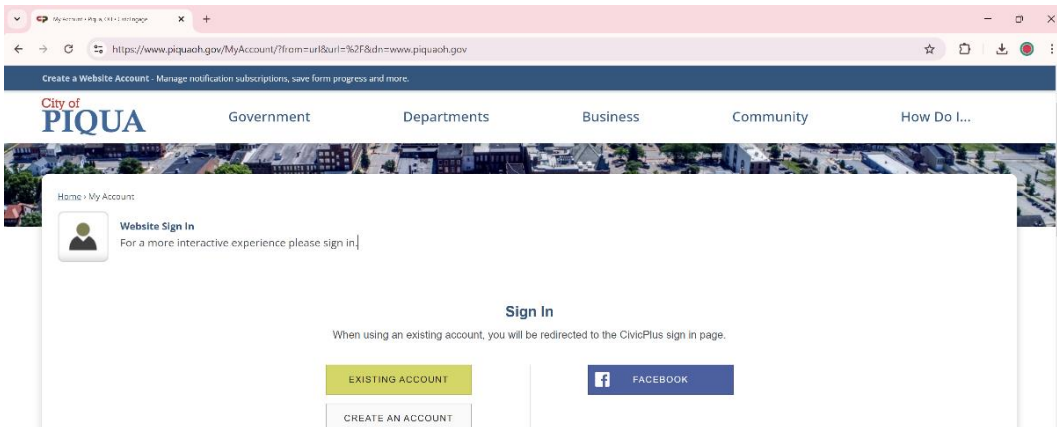 https://www.piquaoh.gov/MyAccount/?from=url&url=%2F&dn=www.piquaoh.gov
Create a Website Account - Manage notification subscriptions, save form progress and more.
City of
PIQUA
Government Departments Business Community How Do I...
Home › My Account
Website Sign In
For a more interactive experience please sign in.
Sign In
When using an existing account, you will be redirected to the CivicPlus sign in page.
EXISTING ACCOUNT FACEBOOK
CREATE AN ACCOUNT